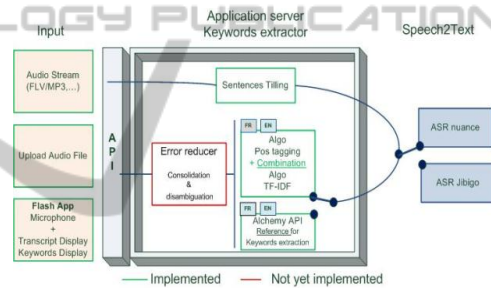 LOGY PUBLICATION
Input
Application server
Keywords extractor
Speech2Text
Audio Stream
(FLV/MP3,...)
Upload Audio File
Flash App
Microphone
+
Transcript Display
Keywords Display
A
P
I
Sentences Tilling
Error reducer
Consolidation
&
disambiguation
FR EN
Algo
Pos tagging
+ Combination
Algo
TF-IDF
FR EN
Alchemy API
Reference for
Keywords extraction
ASR nuance
ASR Jibigo
Implemented
Not yet implemented